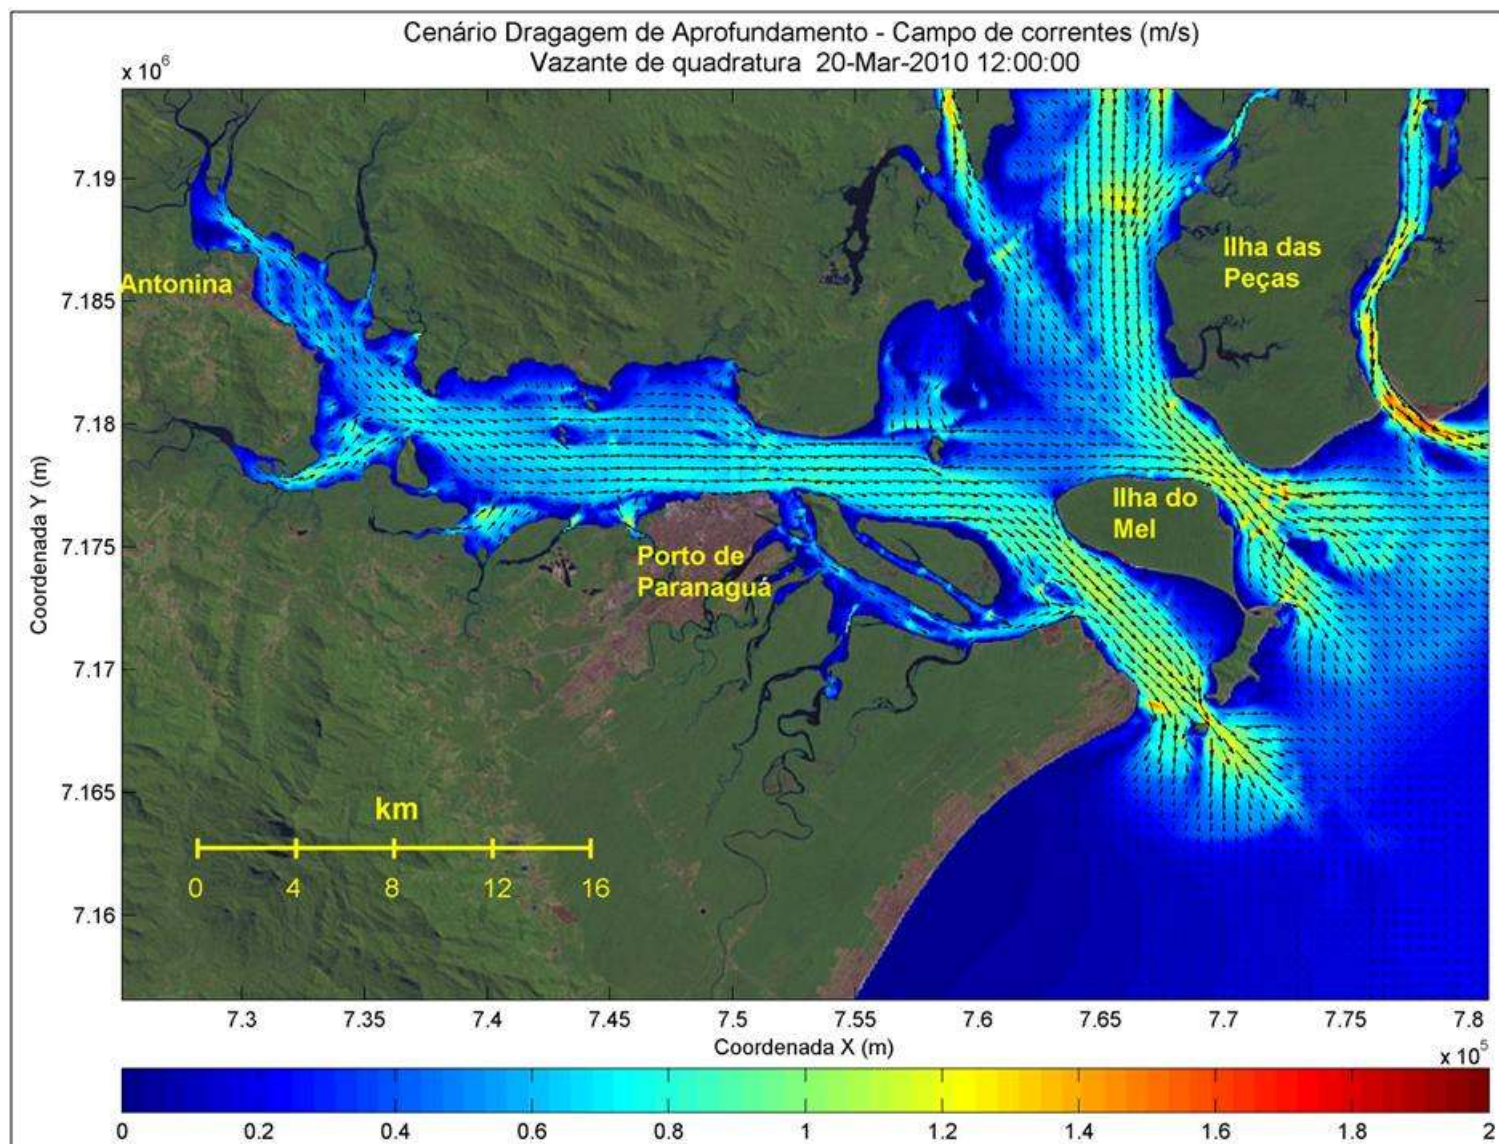 Cenário Dragagem de Aprofundamento - Campo de correntes (m/s)
Vazante de quadratura 20-Mar-2010 12:00:00
x 10⁶
7.19
7.185
7.18
7.175
7.17
7.165
7.16
Coordenada Y (m)
Antonina
Ilha das
Peças
Ilha do
Mel
Porto de
Paranaguá
km
0 4 8 12 16
7.3 7.35 7.4 7.45 7.5 7.55 7.6 7.65 7.7 7.75 7.8
Coordenada X (m)
x 10⁵
0 0.2 0.4 0.6 0.8 1 1.2 1.4 1.6 1.8 2